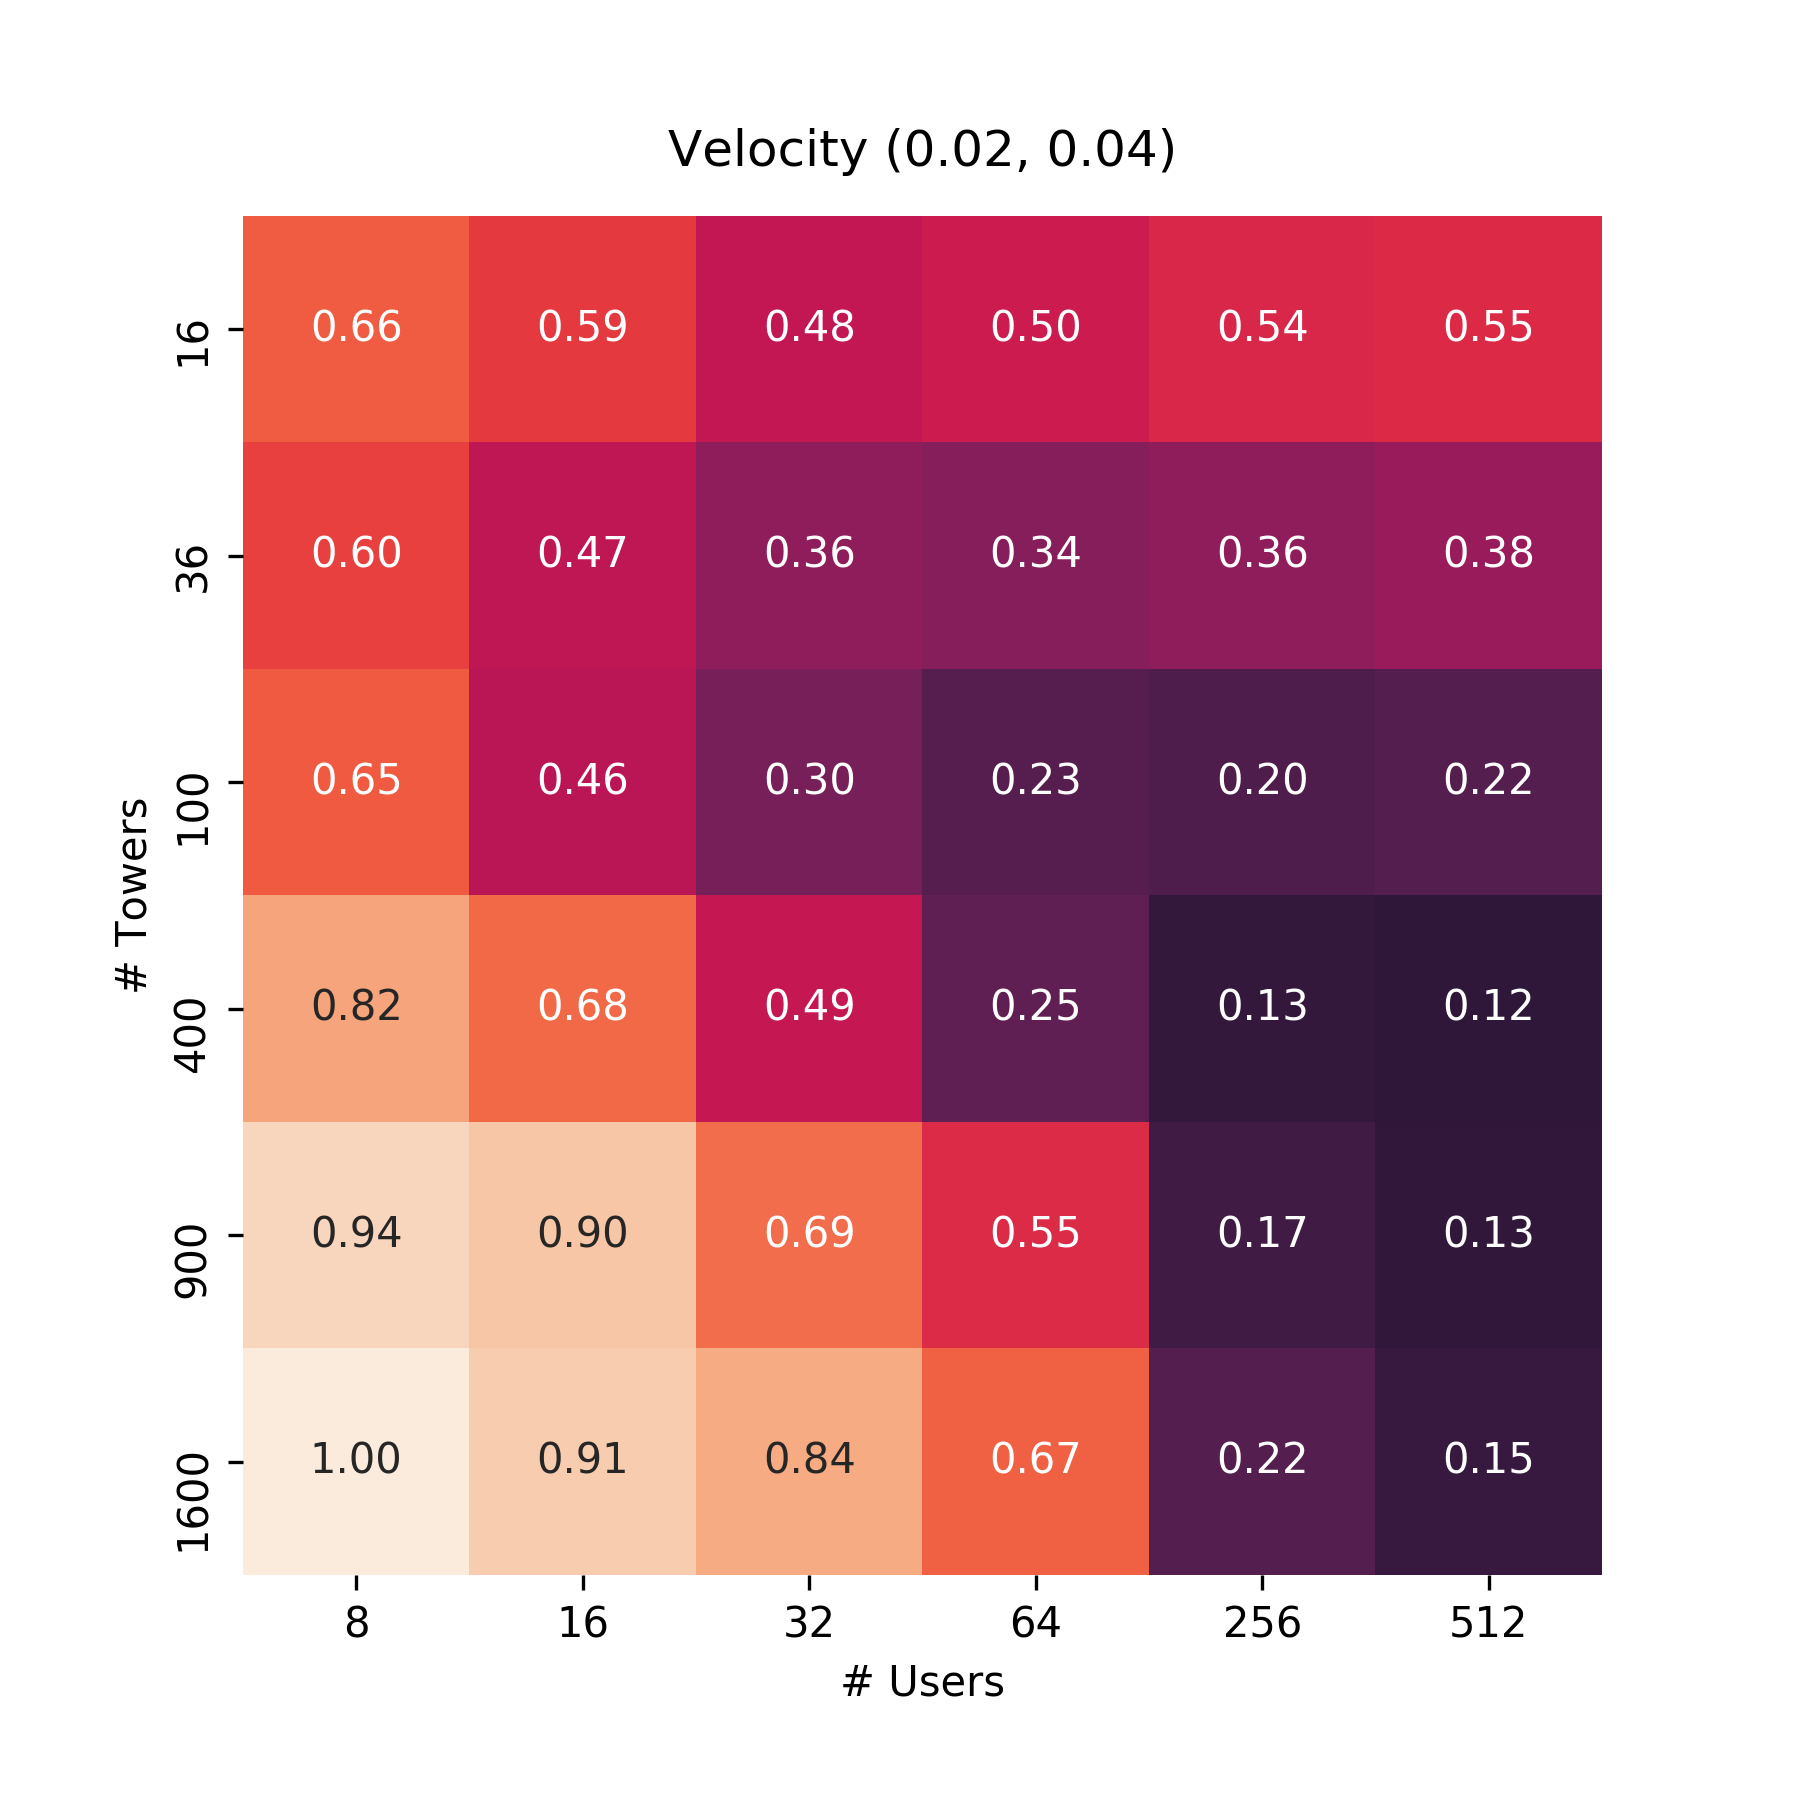 Velocity (0.02, 0.04)
# Towers
16 0.66 0.59 0.48 0.50 0.54 0.55
36 0.60 0.47 0.36 0.34 0.36 0.38
100 0.65 0.46 0.30 0.23 0.20 0.22
400 0.82 0.68 0.49 0.25 0.13 0.12
900 0.94 0.90 0.69 0.55 0.17 0.13
1600 1.00 0.91 0.84 0.67 0.22 0.15
8 16 32 64 256 512
# Users